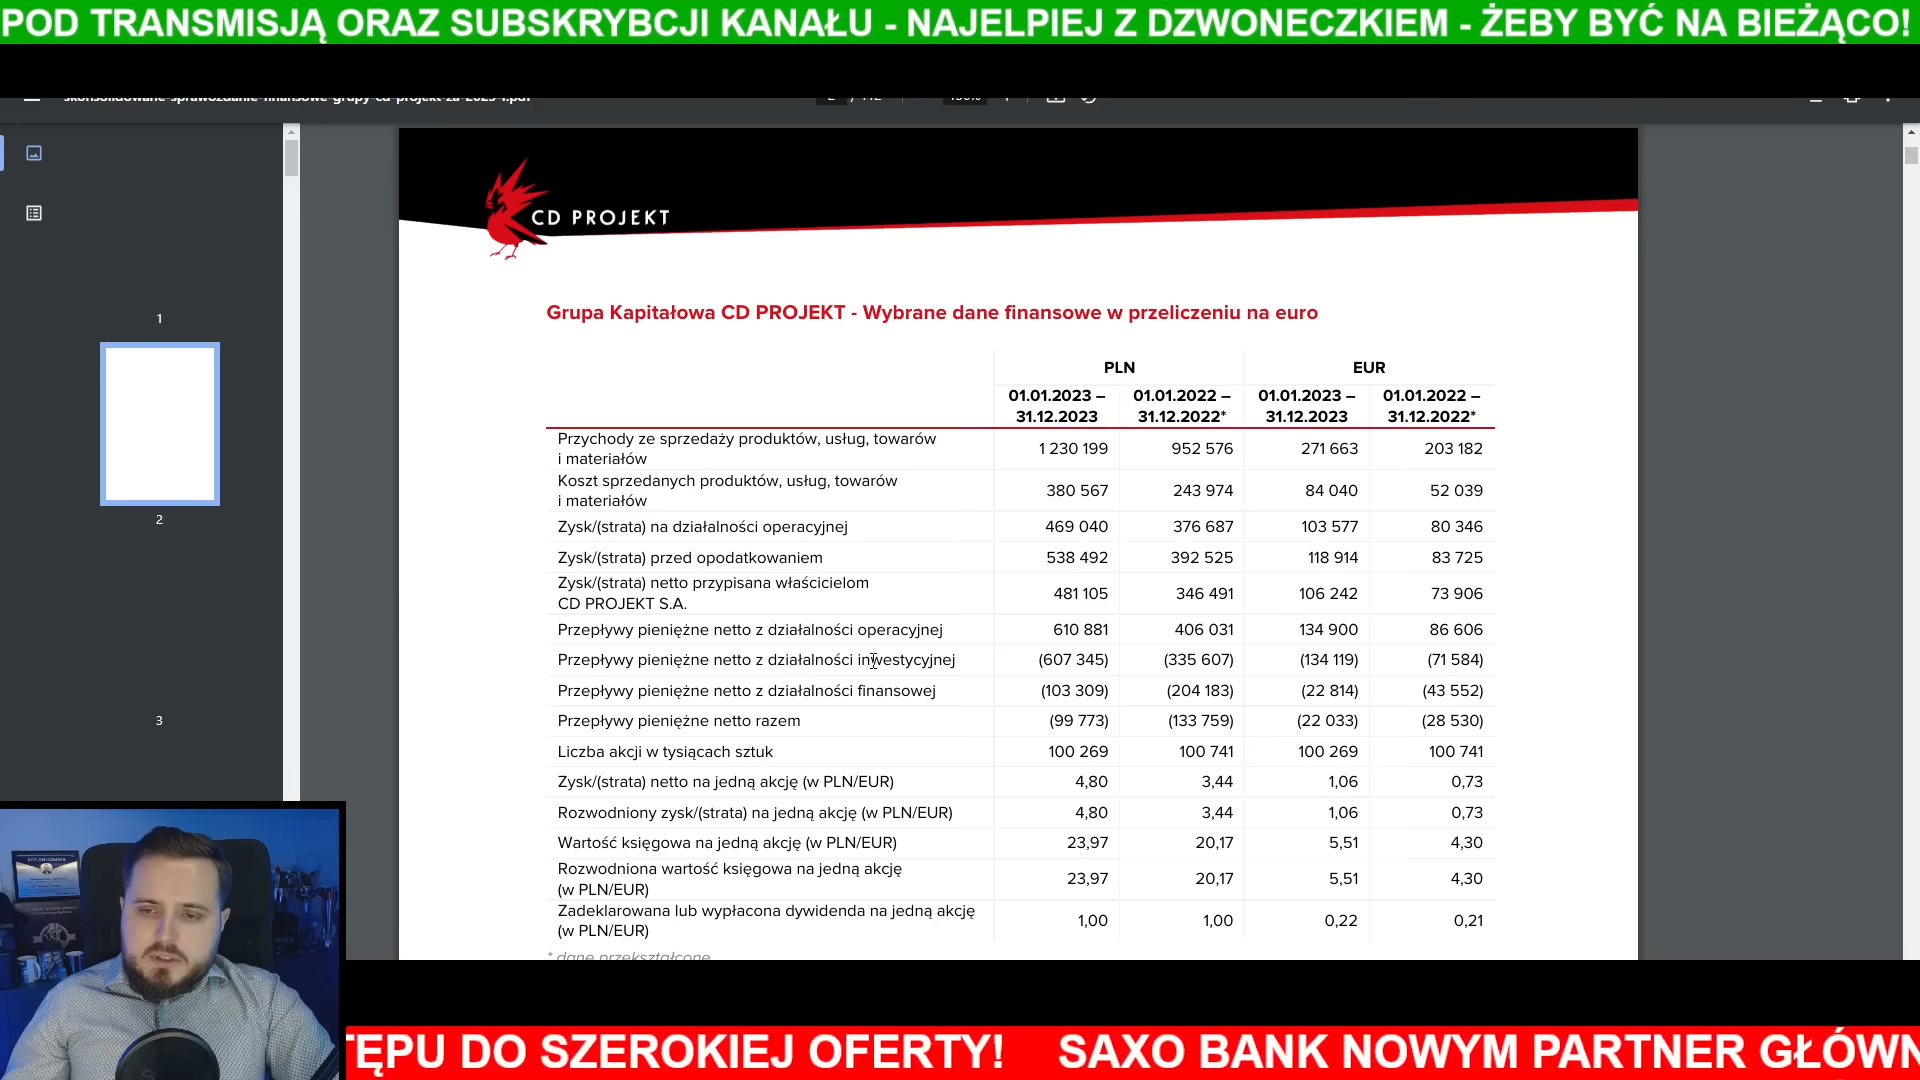 POD TRANSMISJĄ ORAZ SUBSKRYBCJI KANAŁU - NAJELPIEJ Z DZWONECZKIEM - ŻEBY BYĆ NA BIEŻĄCO!
skonsolidowane-sprawozdanie-finansowe-grupy-cd-projekt-za-2023-r.pdf
CD PROJEKT
Grupa Kapitałowa CD PROJEKT - Wybrane dane finansowe w przeliczeniu na euro
PLN EUR
01.01.2023 – 01.01.2022 – 01.01.2023 – 01.01.2022 –
31.12.2023 31.12.2022* 31.12.2023 31.12.2022*
Przychody ze sprzedaży produktów, usług, towarów
i materiałów 1 230 199 952 576 271 663 203 182
Koszt sprzedanych produktów, usług, towarów
i materiałów 380 567 243 974 84 040 52 039
Zysk/(strata) na działalności operacyjnej 469 040 376 687 103 577 80 346
Zysk/(strata) przed opodatkowaniem 538 492 392 525 118 914 83 725
Zysk/(strata) netto przypisana właścicielom
CD PROJEKT S.A. 481 105 346 491 106 242 73 906
Przepływy pieniężne netto z działalności operacyjnej 610 881 406 031 134 900 86 606
Przepływy pieniężne netto z działalności inwestycyjnej (607 345) (335 607) (134 119) (71 584)
Przepływy pieniężne netto z działalności finansowej (103 309) (204 183) (22 814) (43 552)
Przepływy pieniężne netto razem (99 773) (133 759) (22 033) (28 530)
Liczba akcji w tysiącach sztuk 100 269 100 741 100 269 100 741
Zysk/(strata) netto na jedną akcję (w PLN/EUR) 4,80 3,44 1,06 0,73
Rozwodniony zysk/(strata) na jedną akcję (w PLN/EUR) 4,80 3,44 1,06 0,73
Wartość księgowa na jedną akcję (w PLN/EUR) 23,97 20,17 5,51 4,30
Rozwodniona wartość księgowa na jedną akcję
(w PLN/EUR) 23,97 20,17 5,51 4,30
Zadeklarowana lub wypłacona dywidenda na jedną akcję
(w PLN/EUR) 1,00 1,00 0,22 0,21
* dane przekształcone
1
2
3
TĘPU DO SZEROKIEJ OFERTY! SAXO BANK NOWYM PARTNER GŁÓWN